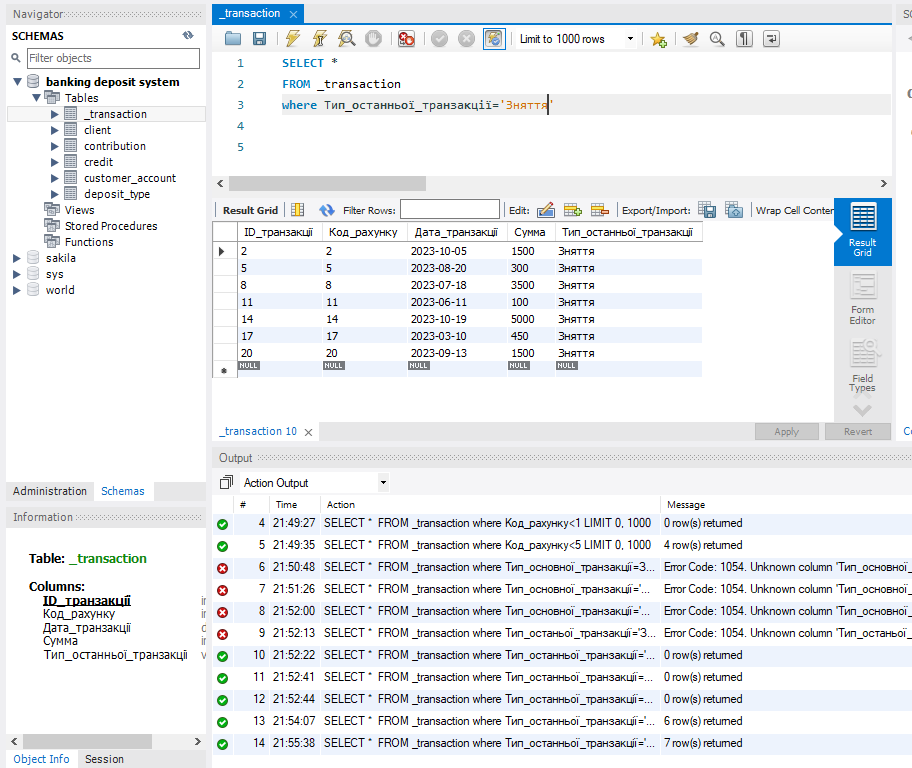 Navigator
SCHEMAS
Filter objects
banking deposit system
Tables
_transaction
client
contribution
credit
customer_account
deposit_type
Views
Stored Procedures
Functions
sakila
sys
world
Administration Schemas
Information
Table: _transaction
Columns:
ID_транзакції
Код_рахунку
Дата_транзакції
Сумма
Тип_останньої_транзакці
Object Info Session
_transaction
Limit to 1000 rows
1 SELECT *
2 FROM _transaction
3 where Тип_останньої_транзакції='Зняття'
4
5
Result Grid Filter Rows: Edit: Export/Import: Wrap Cell Conter
ID_транзакції Код_рахунку Дата_транзакції Сумма Тип_останньої_транзакції
2 2 2023-10-05 1500 Зняття
5 5 2023-08-20 300 Зняття
8 8 2023-07-18 3500 Зняття
11 11 2023-06-11 100 Зняття
14 14 2023-10-19 5000 Зняття
17 17 2023-03-10 450 Зняття
20 20 2023-09-13 1500 Зняття
NULL NULL NULL NULL NULL
Result Grid
Form Editor
Field Types
_transaction 10
Apply Revert
Output
Action Output
# Time Action Message
4 21:49:27 SELECT * FROM _transaction where Код_рахунку<1 LIMIT 0, 1000 0 row(s) returned
5 21:49:35 SELECT * FROM _transaction where Код_рахунку<5 LIMIT 0, 1000 4 row(s) returned
6 21:50:48 SELECT * FROM _transaction where Тип_основної_транзакції=З... Error Code: 1054. Unknown column 'Тип_основної_
7 21:51:26 SELECT * FROM _transaction where Тип_основної_транзакції='... Error Code: 1054. Unknown column 'Тип_основної_
8 21:52:00 SELECT * FROM _transaction where Тип_основної_транзакції='... Error Code: 1054. Unknown column 'Тип_основної_
9 21:52:13 SELECT * FROM _transaction where Тип_останьої_транзакції='З... Error Code: 1054. Unknown column 'Тип_останьої_
10 21:52:22 SELECT * FROM _transaction where Тип_останньої_транзакції='... 0 row(s) returned
11 21:52:41 SELECT * FROM _transaction where Тип_останньої_транзакції=... 0 row(s) returned
12 21:52:44 SELECT * FROM _transaction where Тип_останньої_транзакції=... 0 row(s) returned
13 21:54:07 SELECT * FROM _transaction where Тип_останньої_транзакції='... 6 row(s) returned
14 21:55:38 SELECT * FROM _transaction where Тип_останньої_транзакції='... 7 row(s) returned